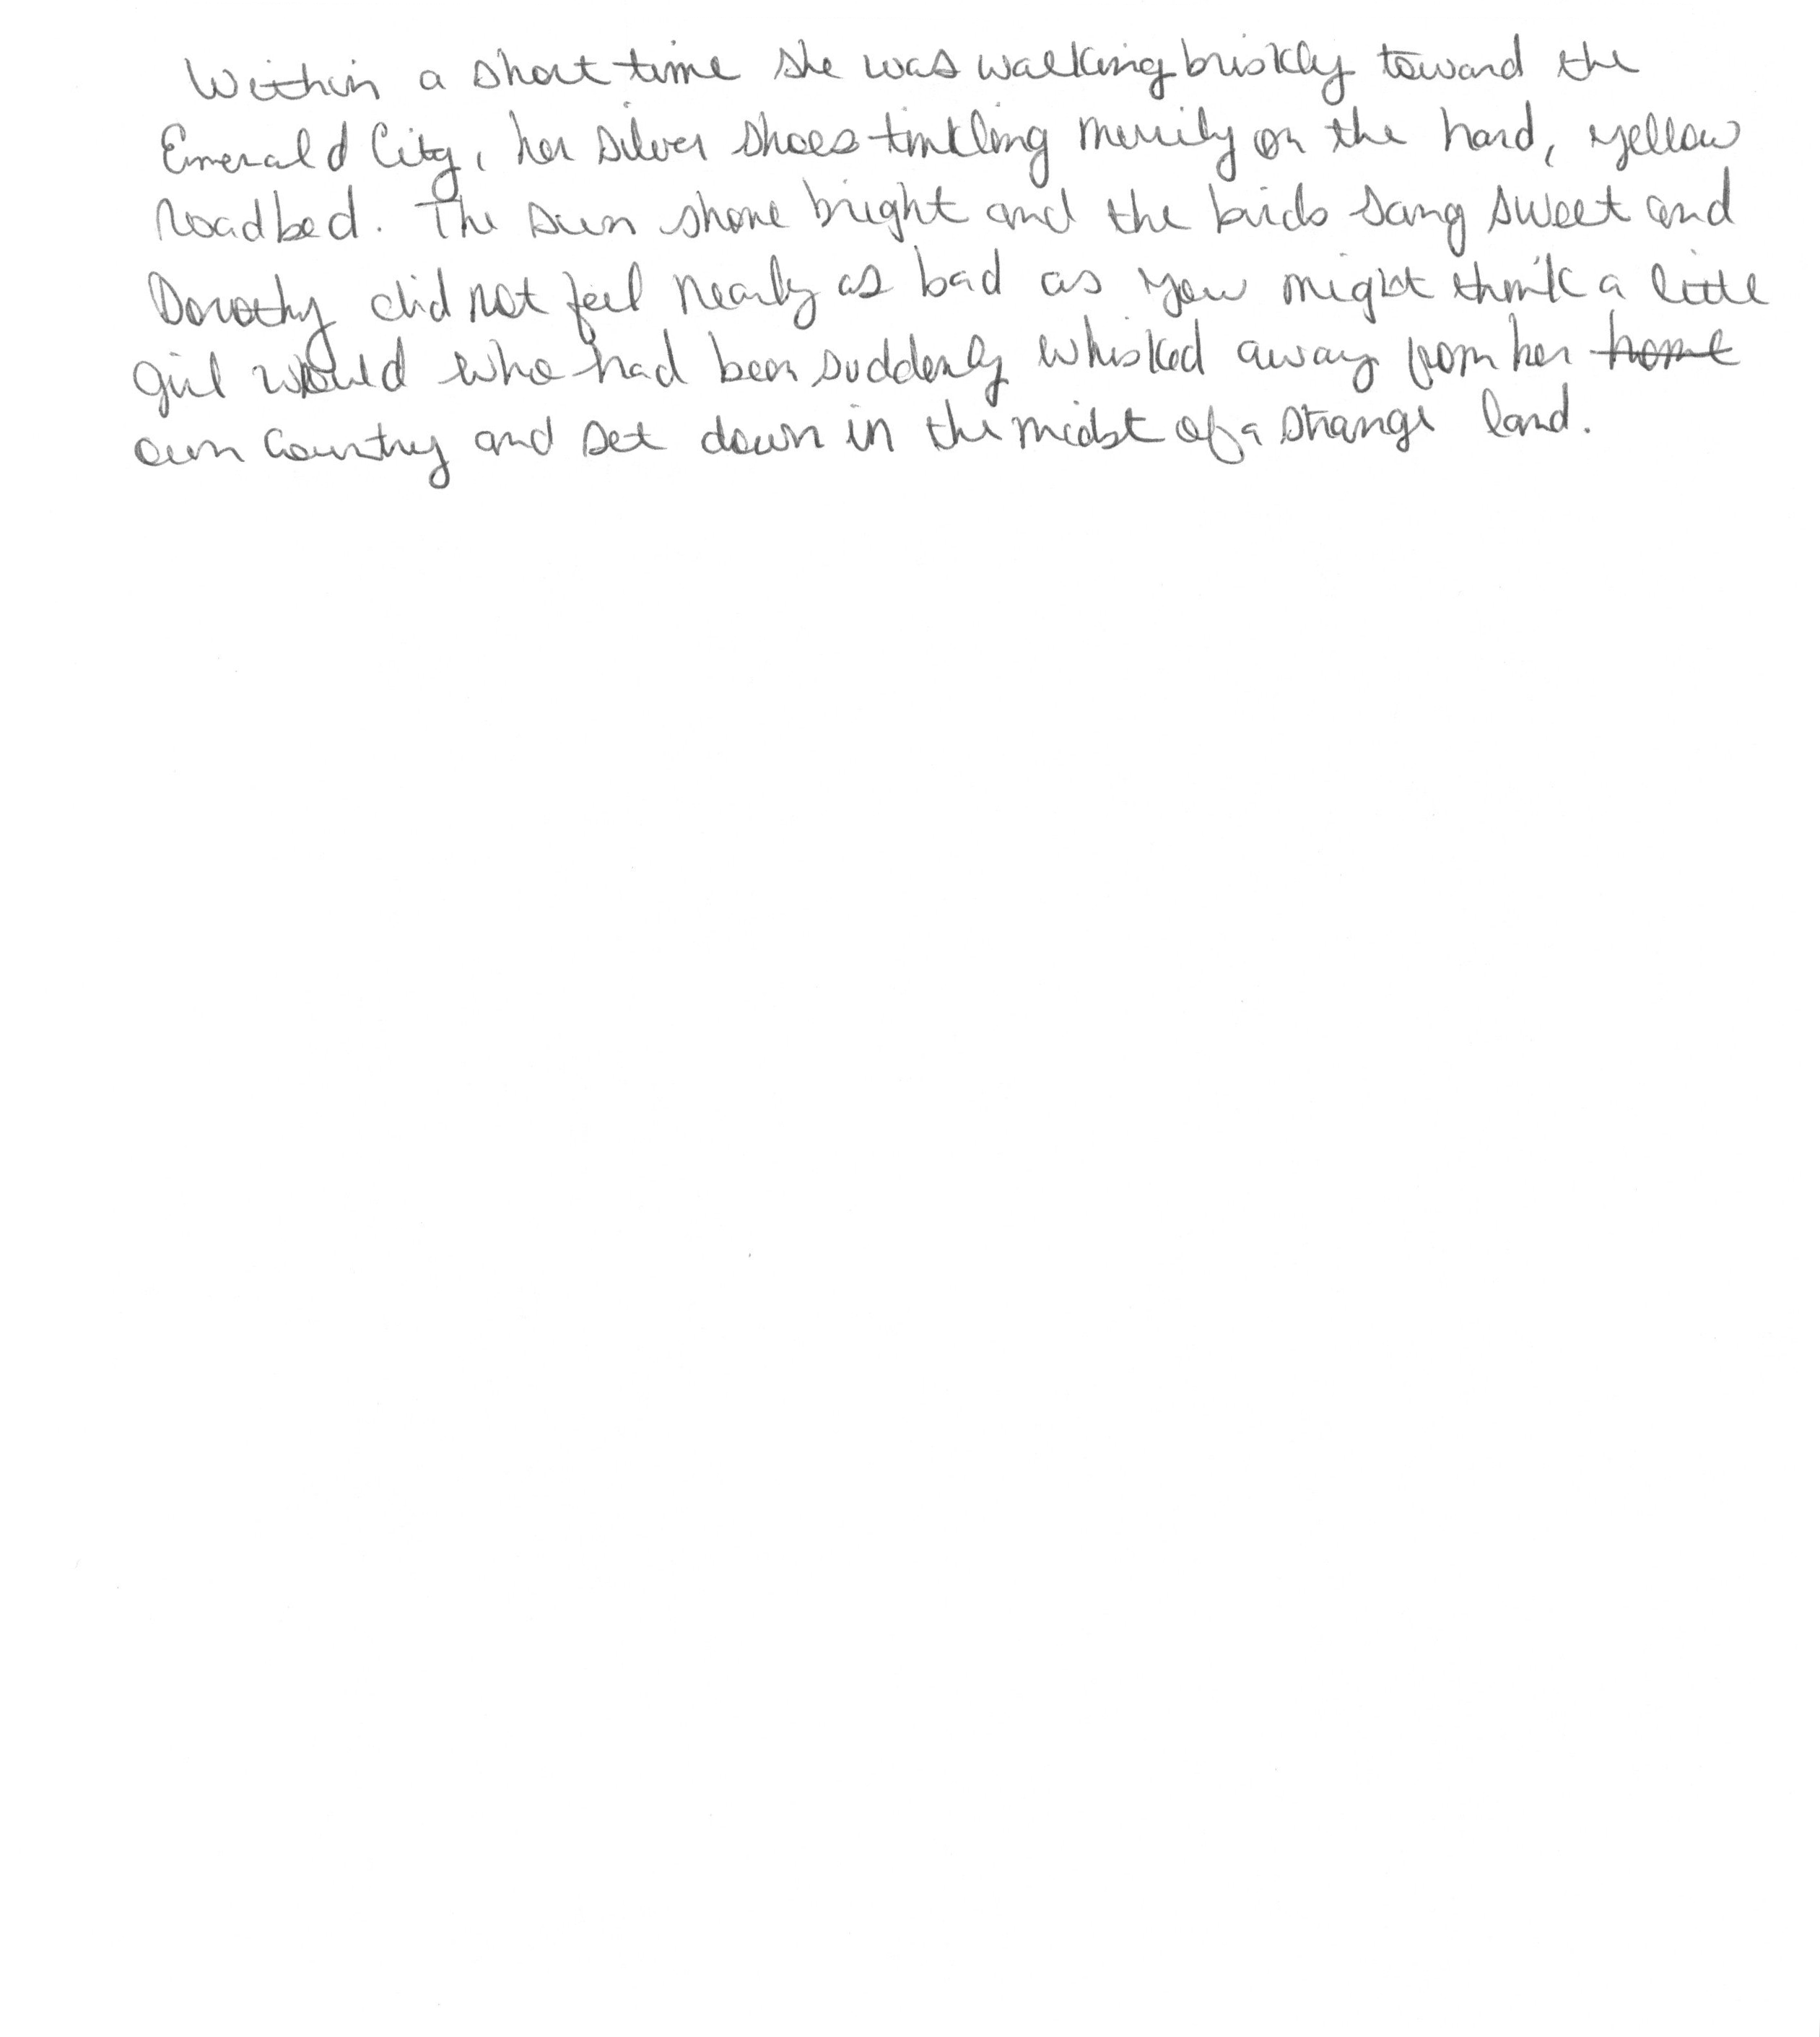 Within a short time she was walking briskly toward the
Emerald City, her silver shoes tinkling merrily on the hard, yellow
roadbed. The sun shone bright and the birds sang sweet and
Dorothy did not feel nearly as bad as you might think a little
girl would who had been suddenly whisked away from her ~~home~~
own country and set down in the midst of a strange land.